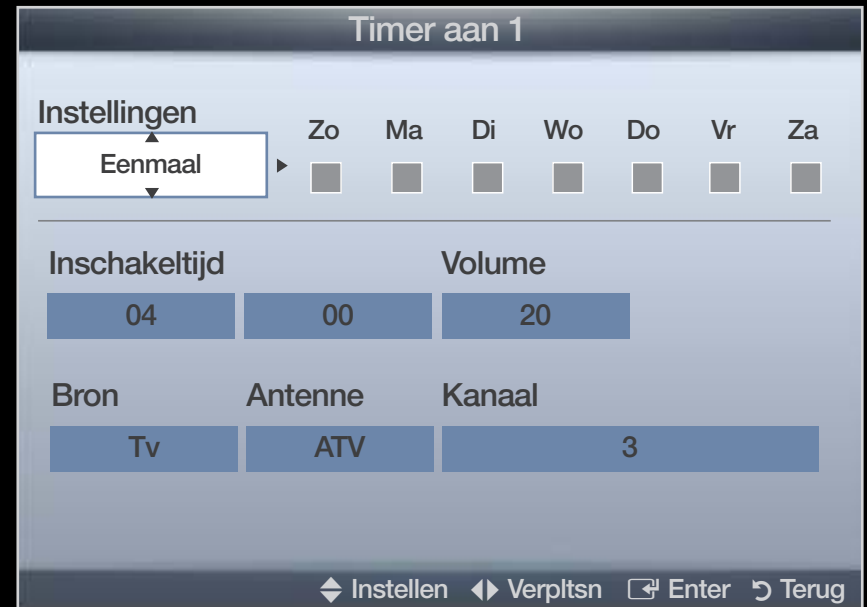 Timer aan 1
Instellingen
Zo Ma Di Wo Do Vr Za
Eenmaal
Inschakeltijd Volume
04 00 20
Bron Antenne Kanaal
Tv ATV 3
Instellen Verpltsn Enter Terug